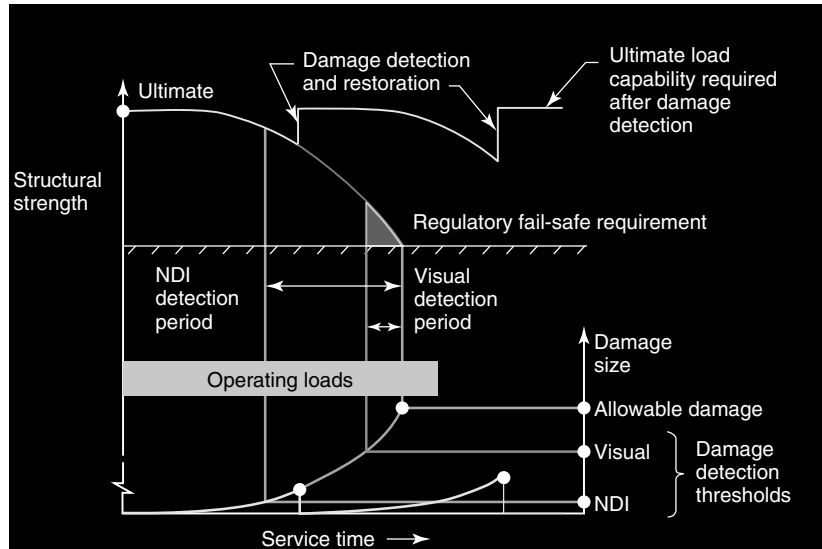 Damage detection
and restoration
Ultimate load
capability required
after damage
detection
Ultimate
Structural
strength
Regulatory fail-safe requirement
NDI
detection
period
Visual
detection
period
Damage
size
Operating loads
Allowable damage
Visual
Damage
detection
thresholds
NDI
Service time